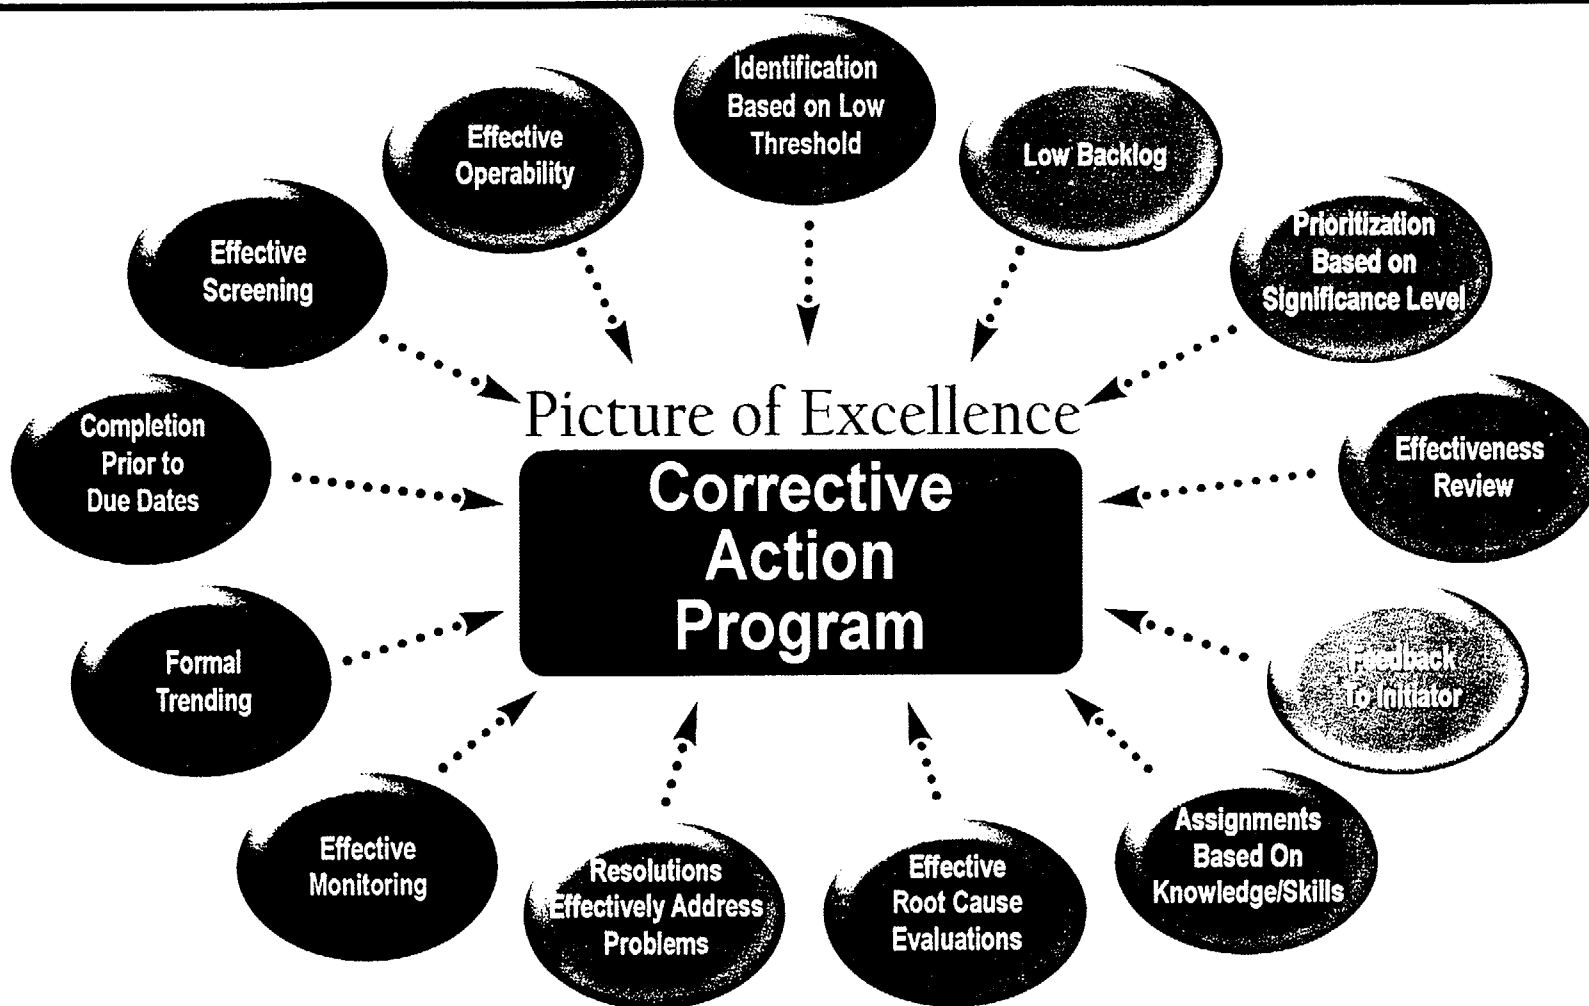 Identification
Based on Low
Threshold
Effective
Operability
Low Backlog
Effective
Screening
Prioritization
Based on
Significance Level
Picture of Excellence
Completion
Prior to
Due Dates
Corrective
Action
Program
Effectiveness
Review
Formal
Trending
Feedback
To Initiator
Effective
Monitoring
Resolutions
Effectively Address
Problems
Effective
Root Cause
Evaluations
Assignments
Based On
Knowledge/Skills